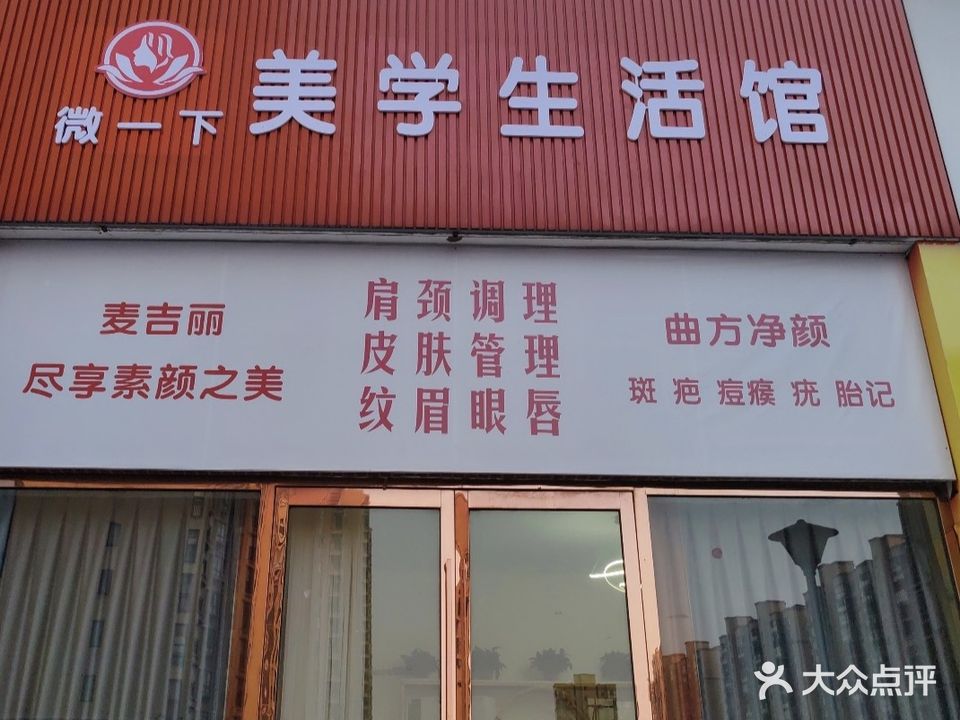 微一下 美学生活馆
麦吉丽
尽享素颜之美
肩颈调理
皮肤管理
纹眉眼唇
曲方净颜
斑 疤 痘 瘊 疣 胎记
大众点评